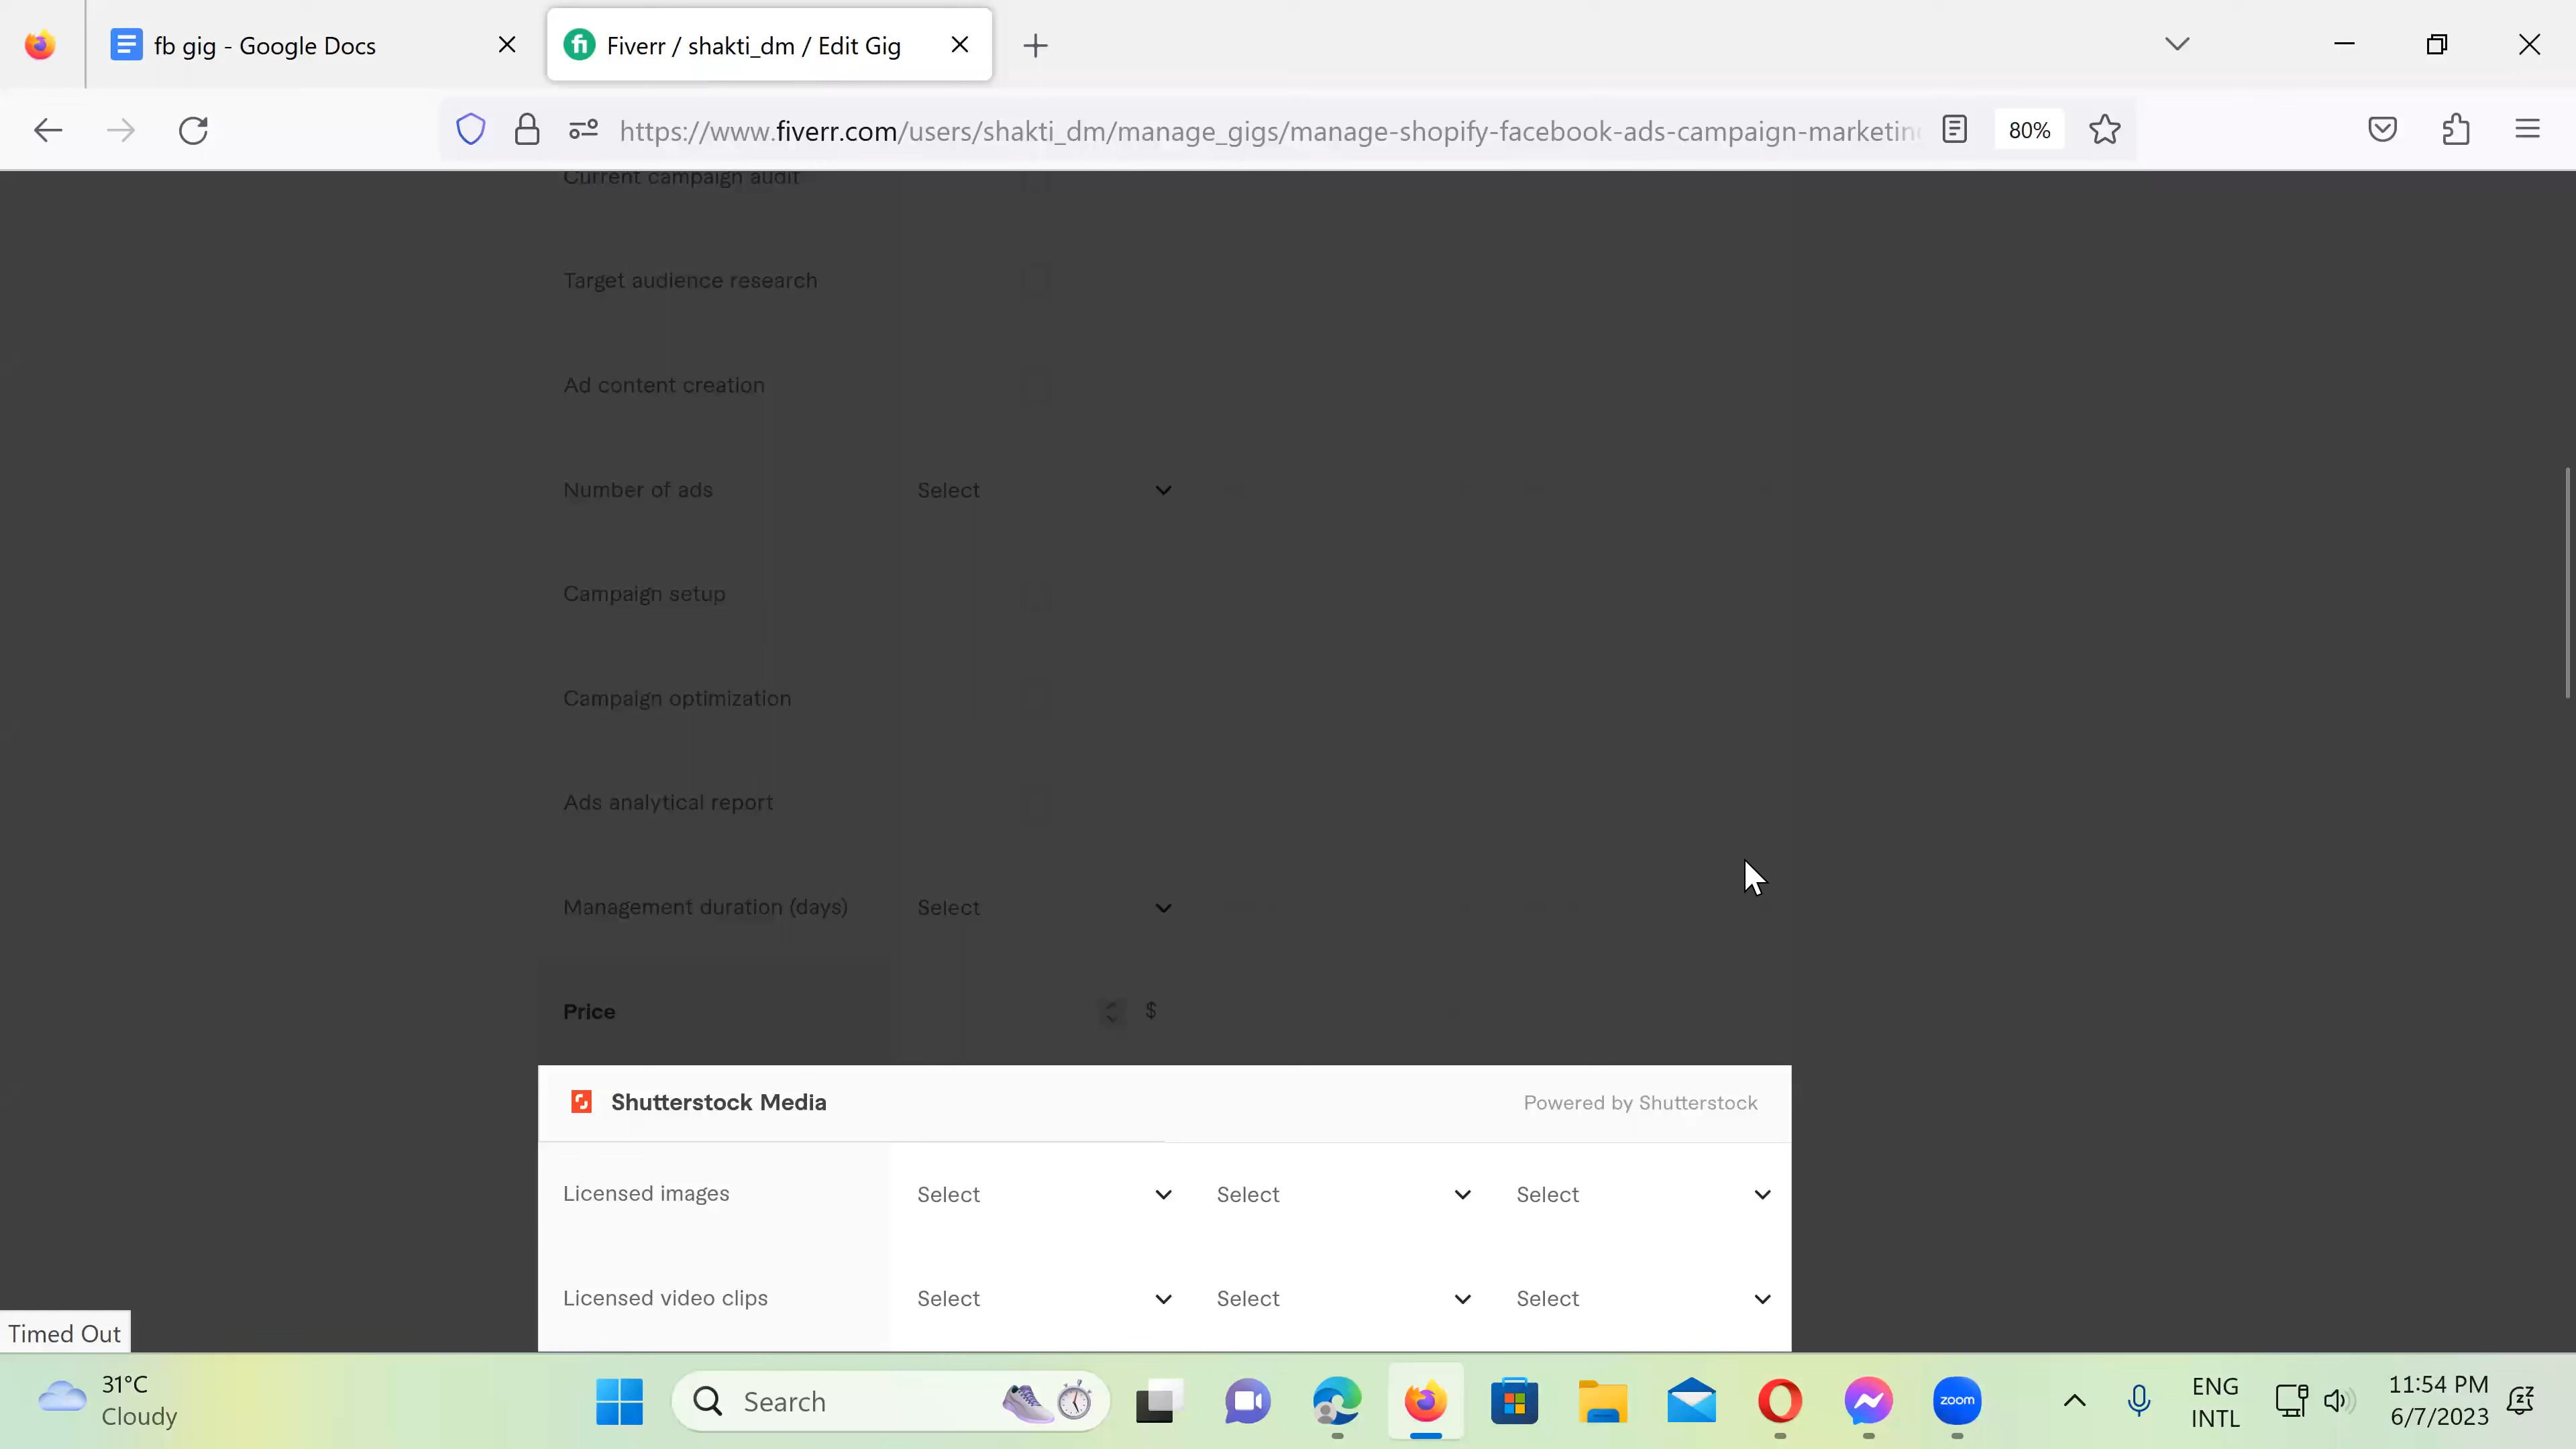 fb gig - Google Docs
Fiverr / shakti_dm / Edit Gig
https://www.fiverr.com/users/shakti_dm/manage_gigs/manage-shopify-facebook-ads-campaign-marketing
80%
Current campaign audit
Target audience research
Ad content creation
Number of ads Select
Campaign setup
Campaign optimization
Ads analytical report
Management duration (days) Select
Price $
Shutterstock Media Powered by Shutterstock
Licensed images Select Select Select
Licensed video clips Select Select Select
Timed Out
31°C
Cloudy
Search
zoom
ENG
INTL
11:54 PM
6/7/2023